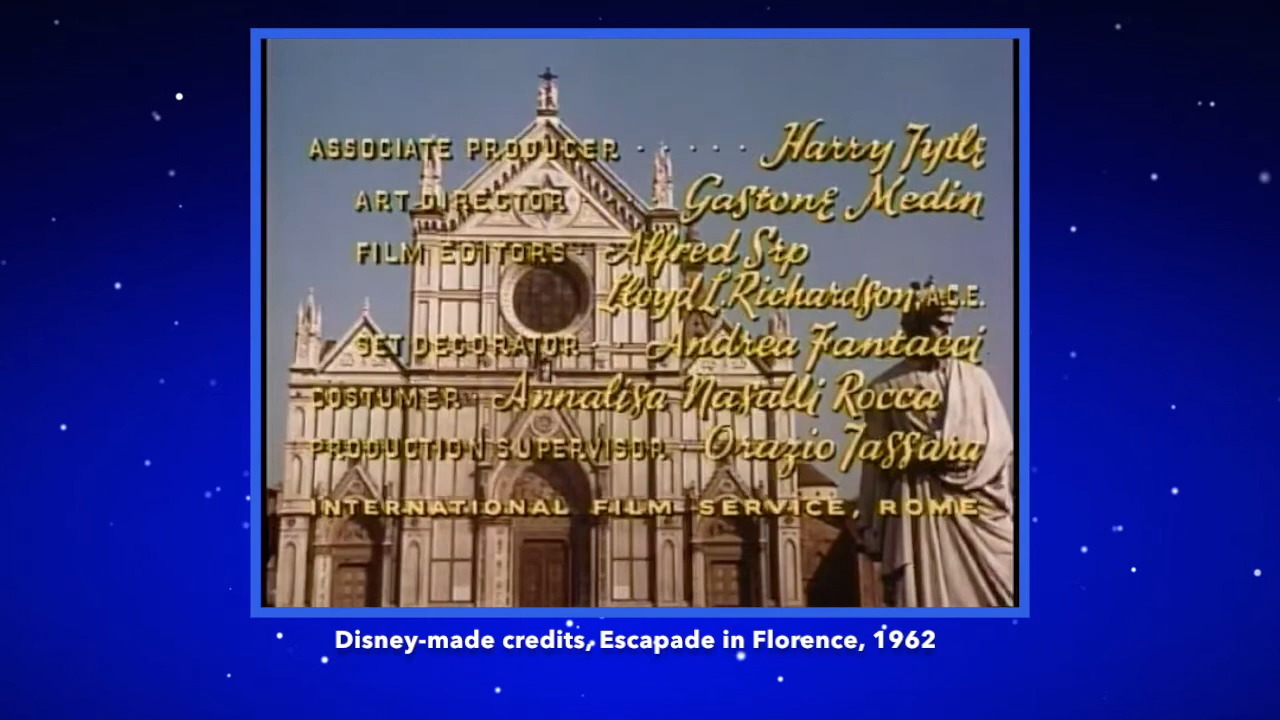 ASSOCIATE PRODUCER · · · · · Harry Tytle
ART DIRECTOR · · · Gastone Medin
FILM EDITORS · Alfred Srp
Lloyd L. Richardson, A.C.E.
SET DECORATOR · · Andrea Fantacci
COSTUMER · Annalisa Nasalli Rocca
PRODUCTION SUPERVISOR · Orazio Tassara
INTERNATIONAL FILM SERVICE, ROME
Disney-made credits, Escapade in Florence, 1962